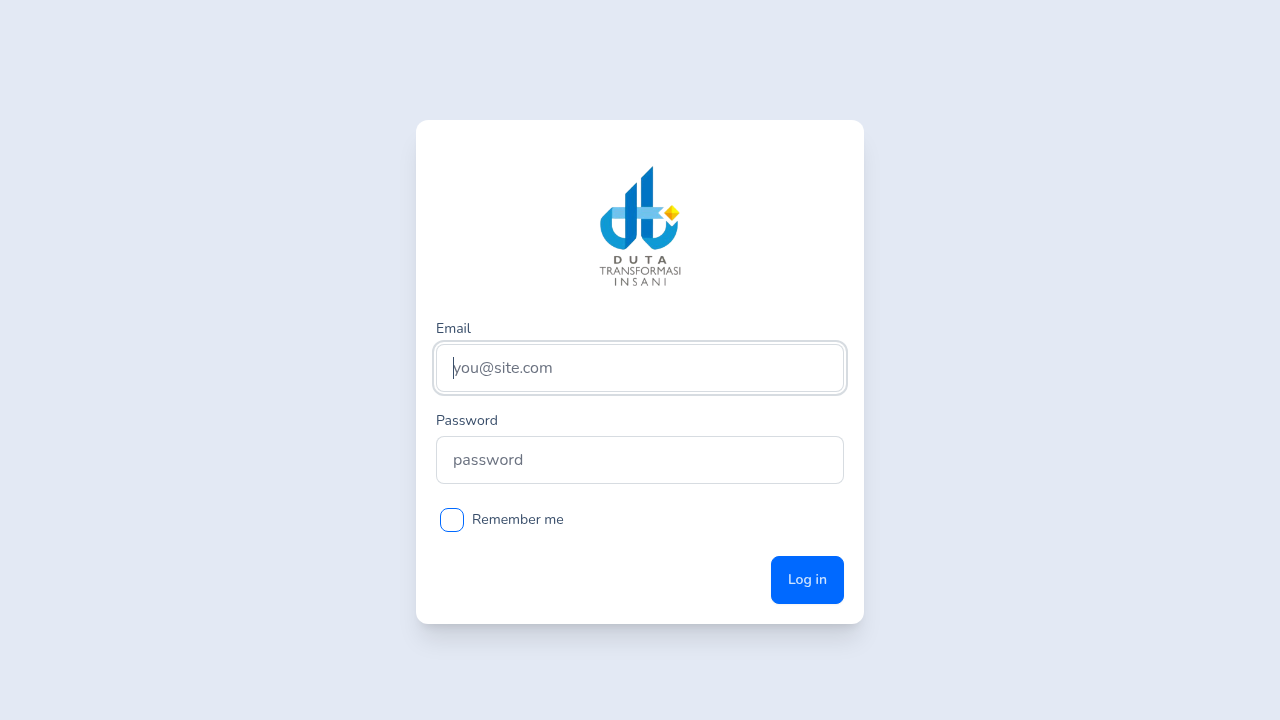 DUTA
TRANSFORMASI
INSANI
Email
you@site.com
Password
password
Remember me
Log in